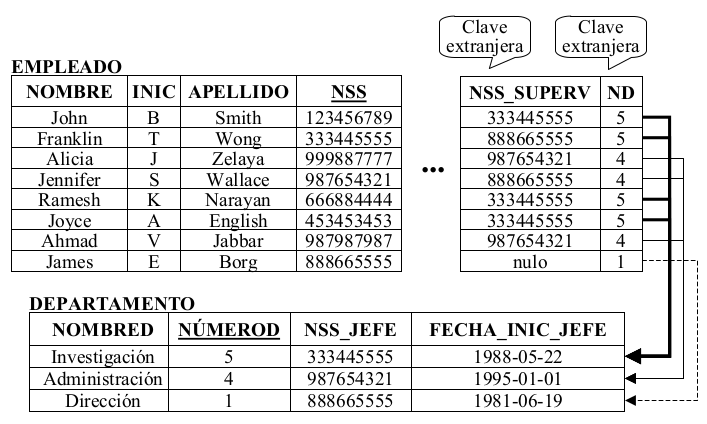 Clave Clave
extranjera extranjera
EMPLEADO
NOMBRE INIC APELLIDO NSS NSS_SUPERV ND
John B Smith 123456789 333445555 5
Franklin T Wong 333445555 888665555 5
Alicia J Zelaya 999887777 987654321 4
Jennifer S Wallace 987654321 888665555 4
Ramesh K Narayan 666884444 333445555 5
Joyce A English 453453453 333445555 5
Ahmad V Jabbar 987987987 987654321 4
James E Borg 888665555 nulo 1
...
DEPARTAMENTO
NOMBRED NÚMEROD NSS_JEFE FECHA_INIC_JEFE
Investigación 5 333445555 1988-05-22
Administración 4 987654321 1995-01-01
Dirección 1 888665555 1981-06-19